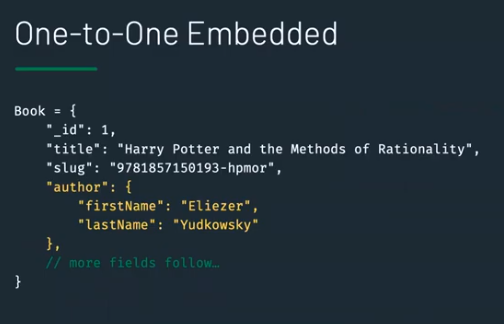 One-to-One Embedded
Book = {
    "_id": 1,
    "title": "Harry Potter and the Methods of Rationality",
    "slug": "9781857150193-hpmor",
    "author": {
        "firstName": "Eliezer",
        "lastName": "Yudkowsky"
    },
    // more fields follow…
}